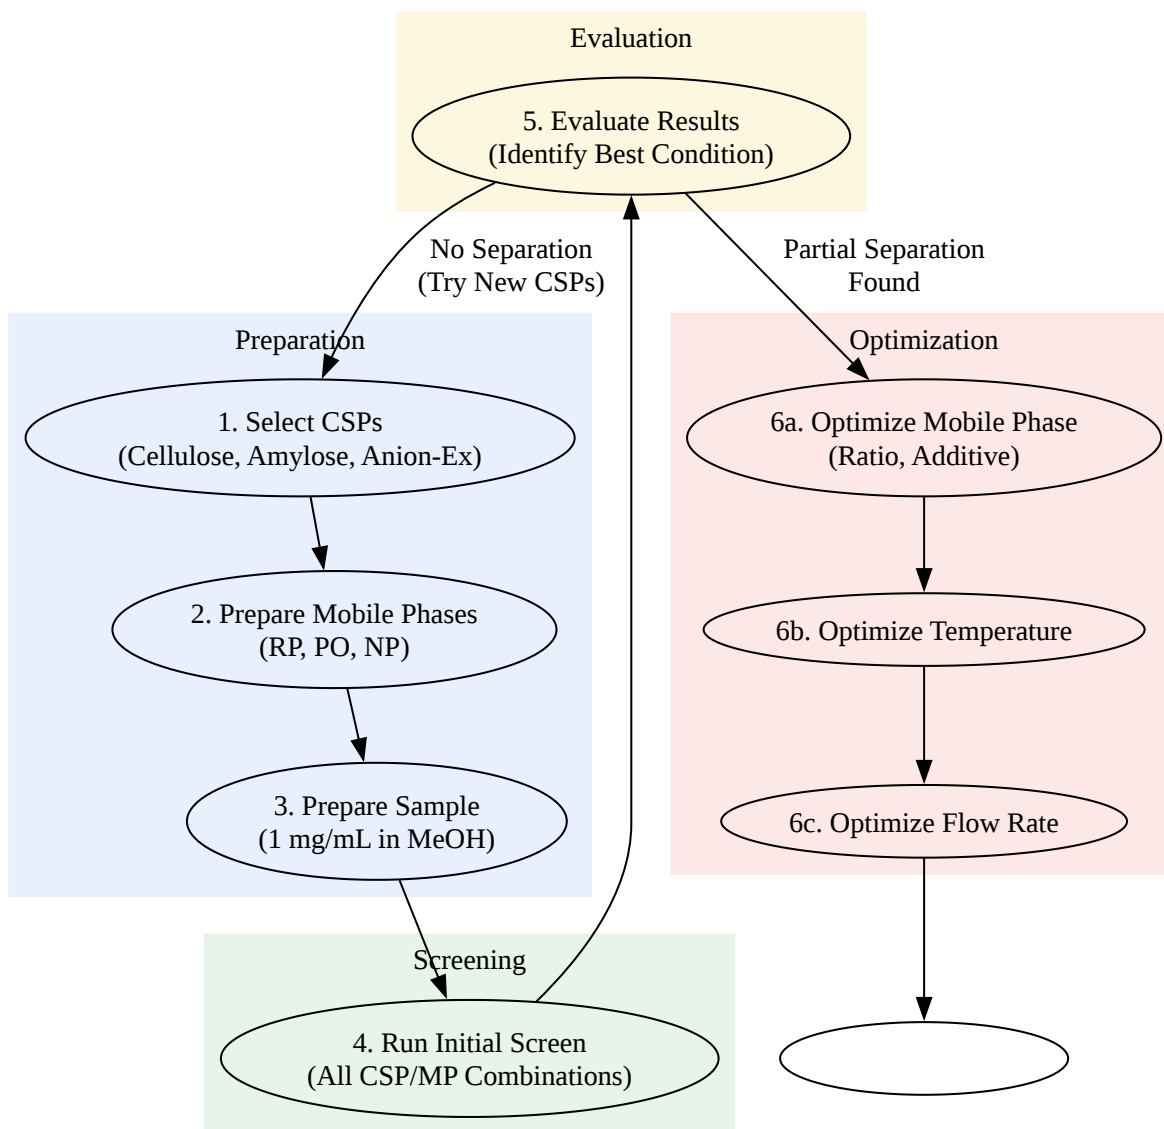 Evaluation
5. Evaluate Results
(Identify Best Condition)
No Separation
(Try New CSPs)
Partial Separation
Found
Preparation
1. Select CSPs
(Cellulose, Amylose, Anion-Ex)
2. Prepare Mobile Phases
(RP, PO, NP)
3. Prepare Sample
(1 mg/mL in MeOH)
Optimization
6a. Optimize Mobile Phase
(Ratio, Additive)
6b. Optimize Temperature
6c. Optimize Flow Rate
Screening
4. Run Initial Screen
(All CSP/MP Combinations)